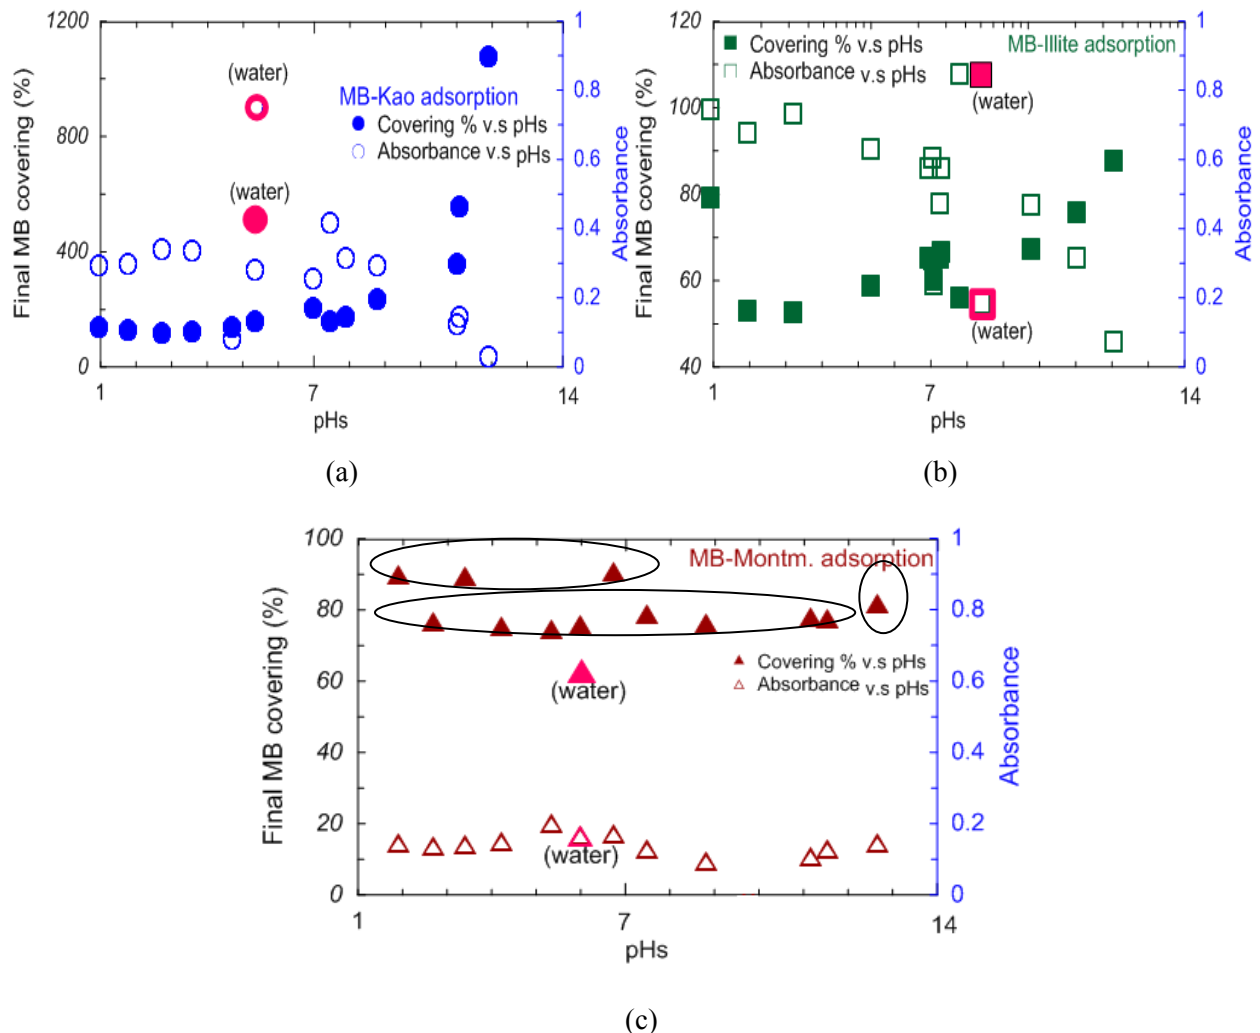 1200
800
400
0
Final MB covering (%)
1
0.8
0.6
0.4
0.2
0
Absorbance
(water)
MB-Kao adsorption
Covering % v.s pHs
Absorbance v.s pHs
(water)
1
7
14
pHs
(a)
120
100
80
60
40
Final MB covering (%)
1
0.8
0.6
0.4
0.2
0
Absorbance
Covering % v.s pHs
MB-Illite adsorption
Absorbance v.s pHs
(water)
(water)
1
7
14
pHs
(b)
100
80
60
40
20
0
Final MB covering (%)
1
0.8
0.6
0.4
0.2
0
Absorbance
MB-Montm. adsorption
Covering % v.s pHs
Absorbance v.s pHs
(water)
(water)
1
7
14
pHs
(c)